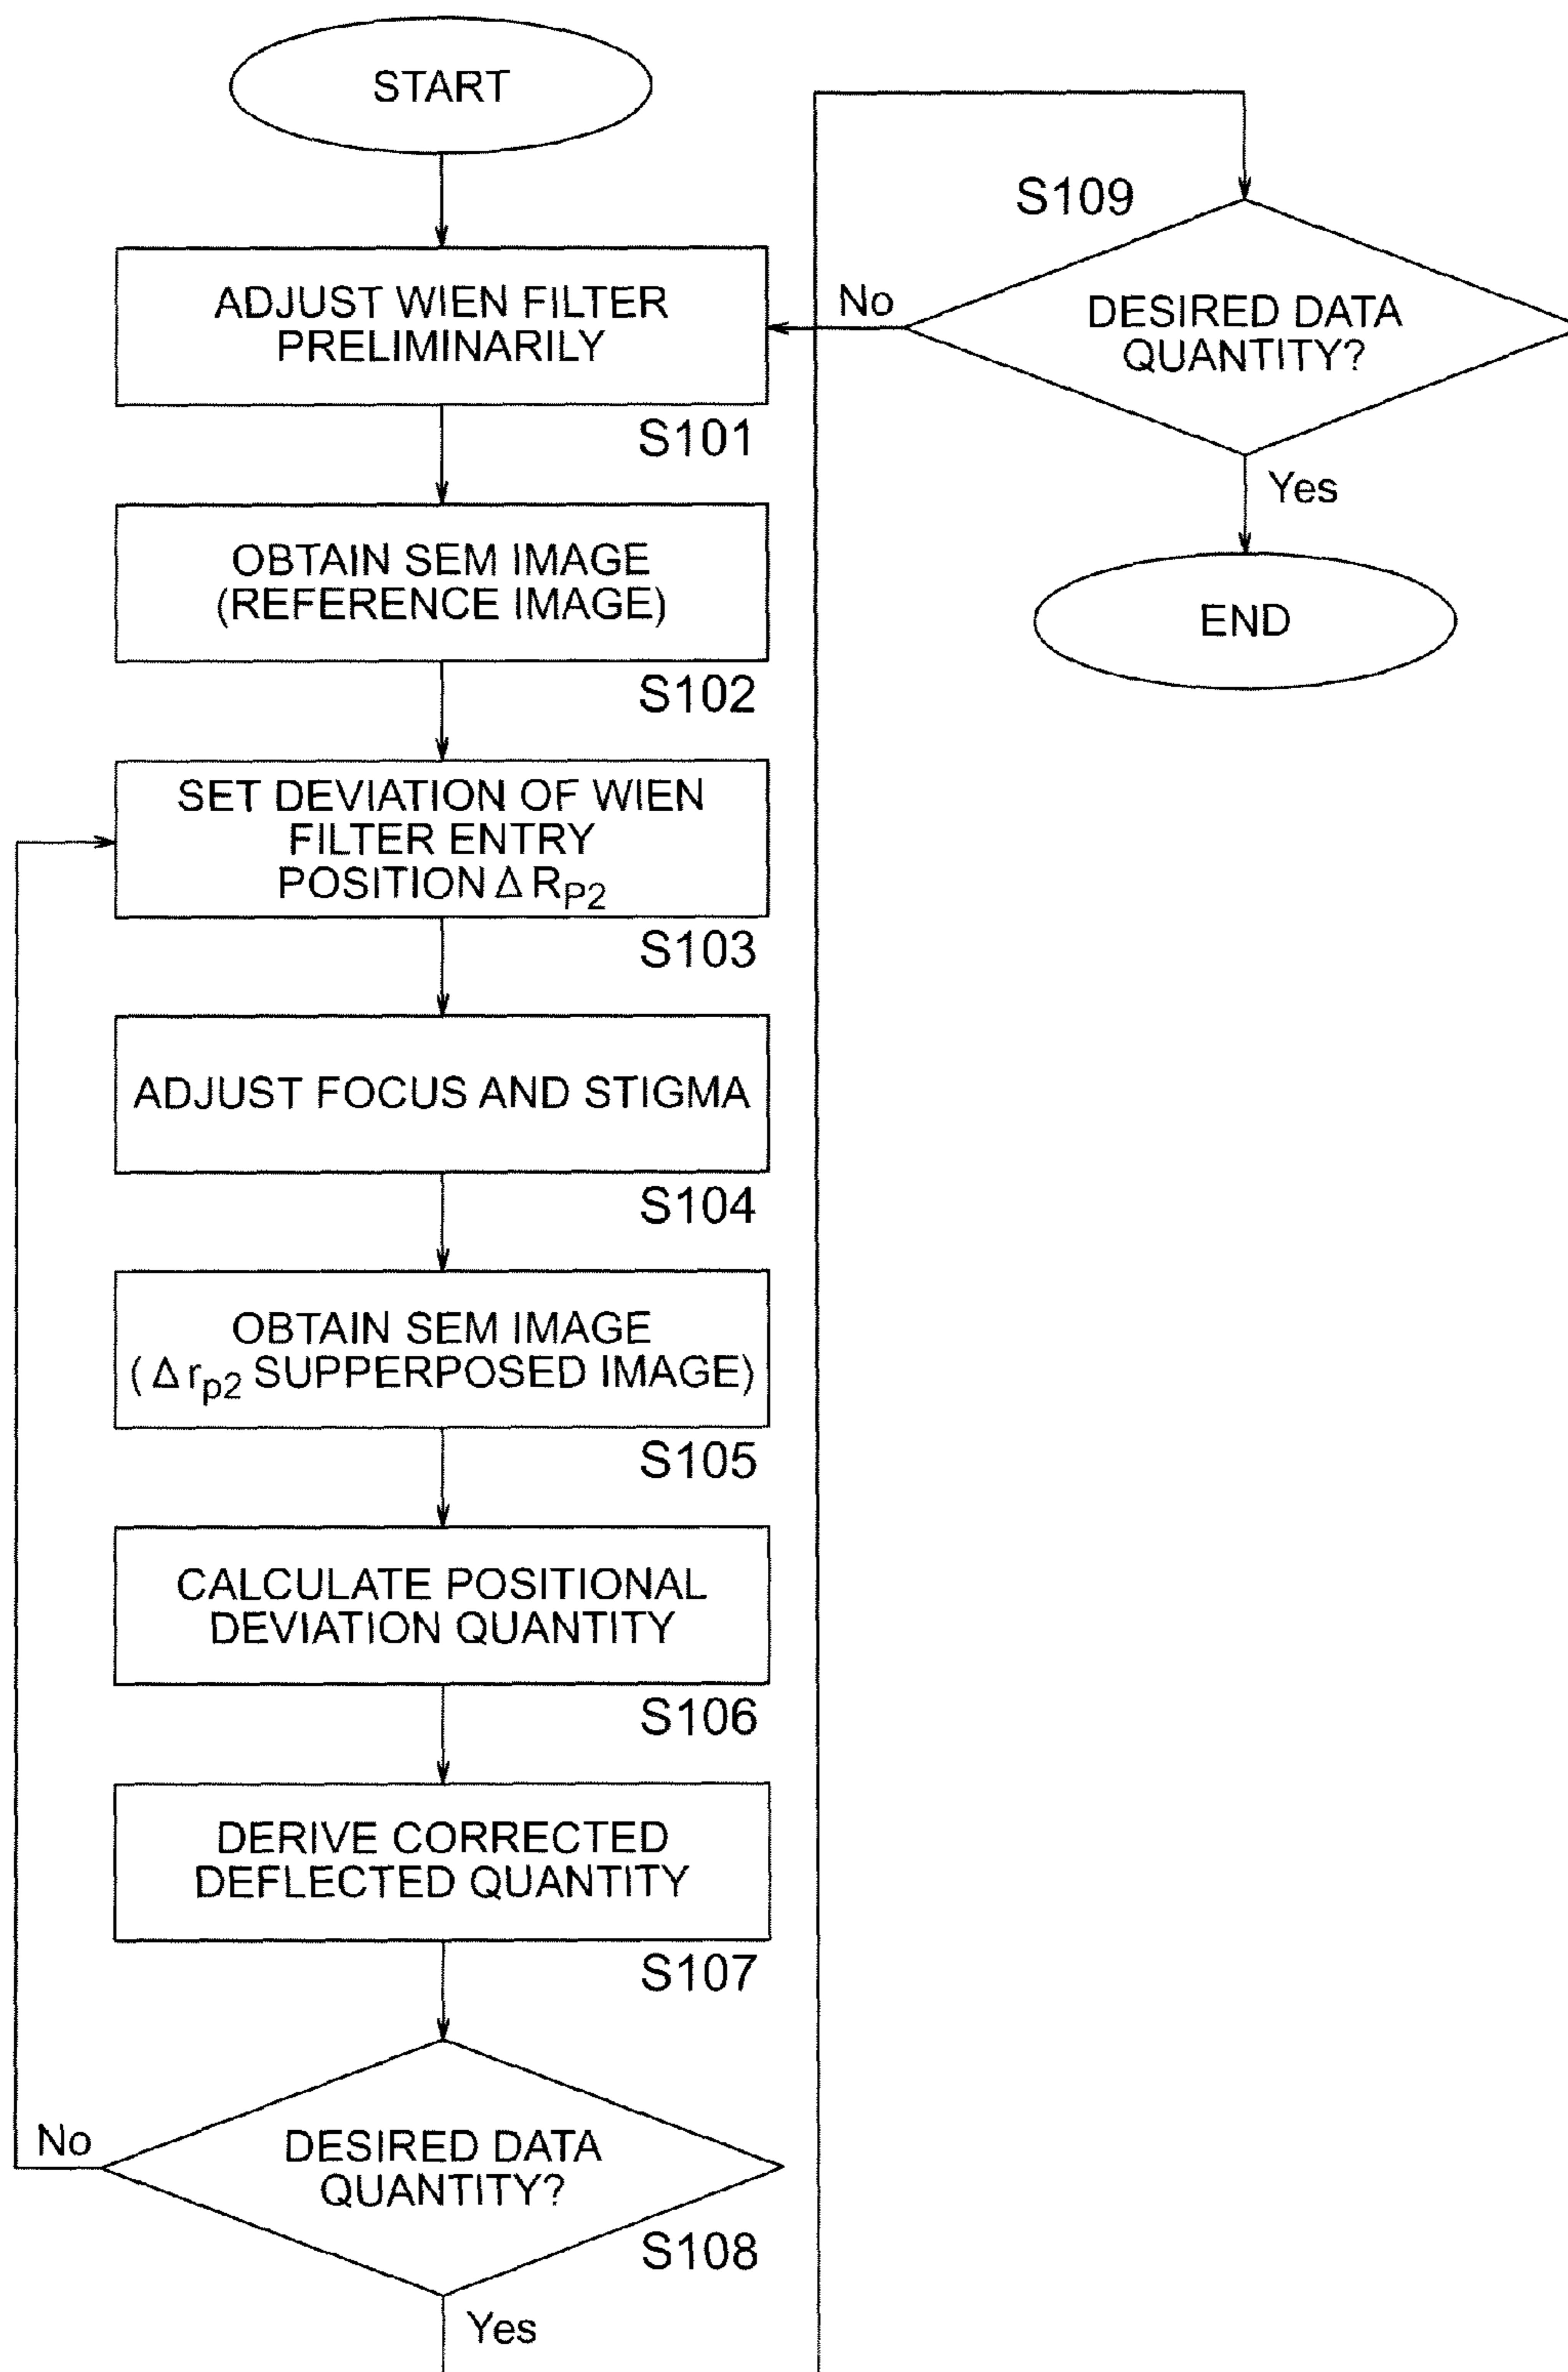 START
ADJUST WIEN FILTER
PRELIMINARILY
S101
OBTAIN SEM IMAGE
(REFERENCE IMAGE)
S102
SET DEVIATION OF WIEN
FILTER ENTRY
POSITION Δ RP2
S103
ADJUST FOCUS AND STIGMA
S104
OBTAIN SEM IMAGE
( Δ rp2 SUPPERPOSED IMAGE)
S105
CALCULATE POSITIONAL
DEVIATION QUANTITY
S106
DERIVE CORRECTED
DEFLECTED QUANTITY
S107
No
DESIRED DATA
QUANTITY?
S108
Yes
S109
No
DESIRED DATA
QUANTITY?
Yes
END